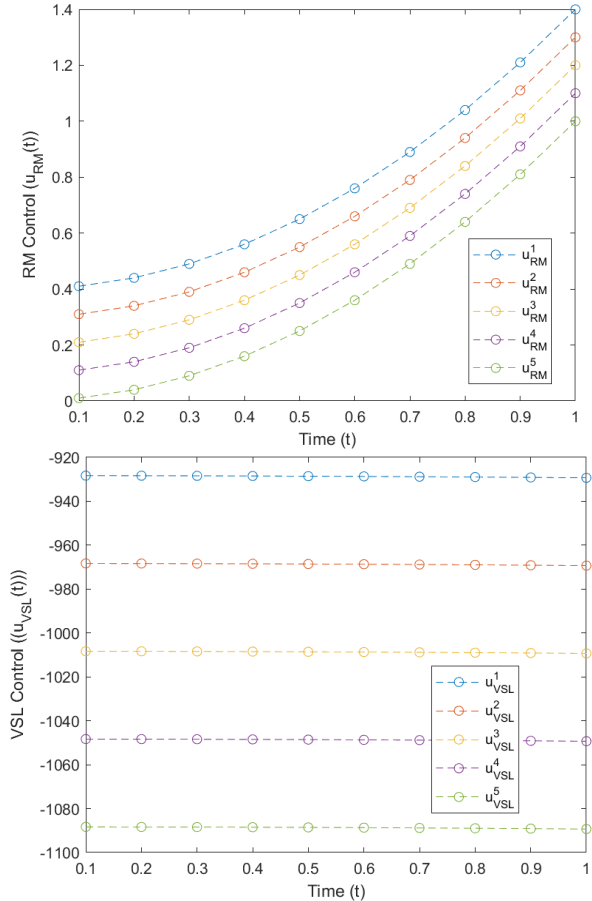 1.4
1.2
1
0.8
0.6
0.4
0.2
0
RM Control (u_RM(t))
u^1_RM
u^2_RM
u^3_RM
u^4_RM
u^5_RM
0.1 0.2 0.3 0.4 0.5 0.6 0.7 0.8 0.9 1
Time (t)
-920
-940
-960
-980
-1000
-1020
-1040
-1060
-1080
-1100
VSL Control ((u_VSL(t)))
u^1_VSL
u^2_VSL
u^3_VSL
u^4_VSL
u^5_VSL
0.1 0.2 0.3 0.4 0.5 0.6 0.7 0.8 0.9 1
Time (t)